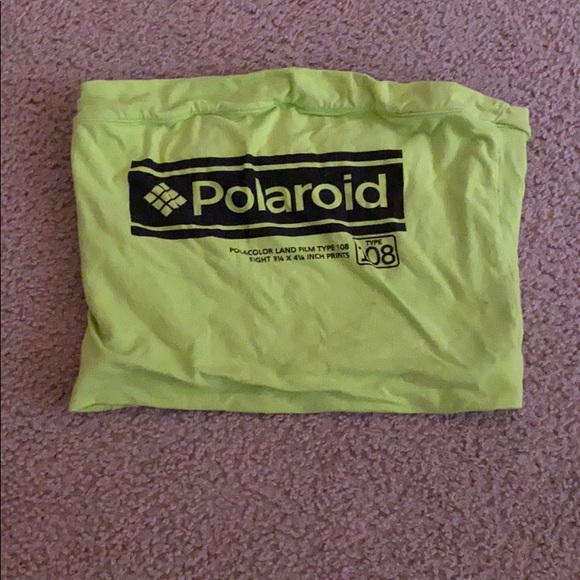 Polaroid
POLACOLOR LAND FILM TYPE 108
EIGHT 3¼ X 4¼ INCH PRINTS
TYPE
108